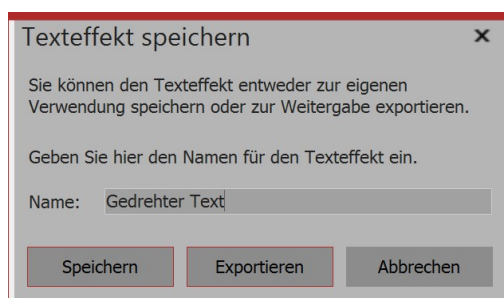 Texteffekt speichern
Sie können den Texteffekt entweder zur eigenen
Verwendung speichern oder zur Weitergabe exportieren.
Geben Sie hier den Namen für den Texteffekt ein.
Name: Gedrehter Text
Speichern Exportieren Abbrechen